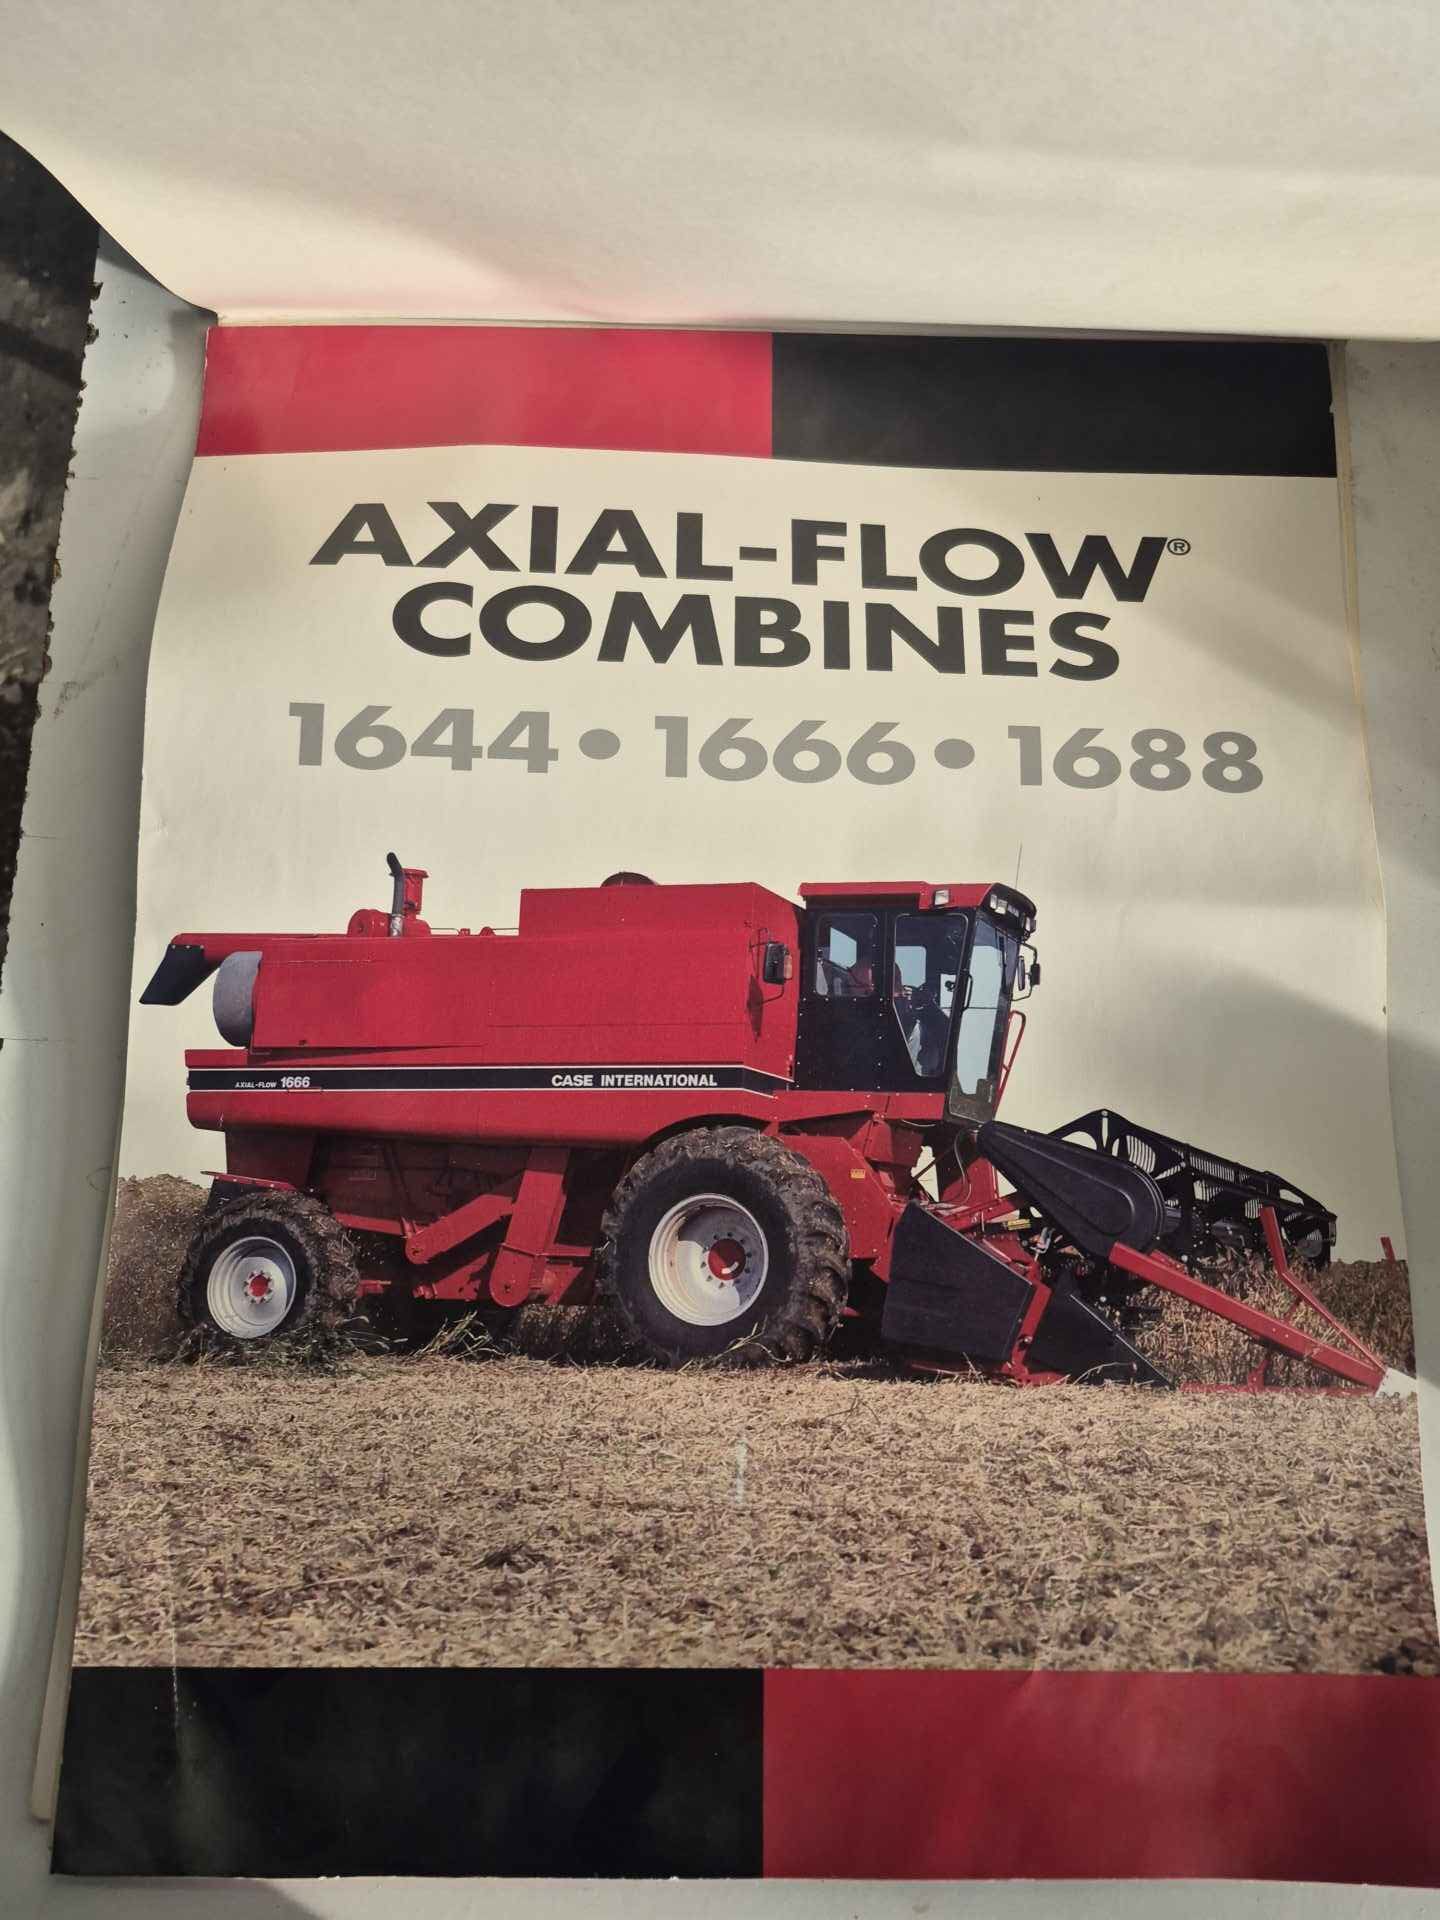 AXIAL-FLOW®
COMBINES
1644 • 1666 • 1688
AXIAL-FLOW 1666
CASE INTERNATIONAL